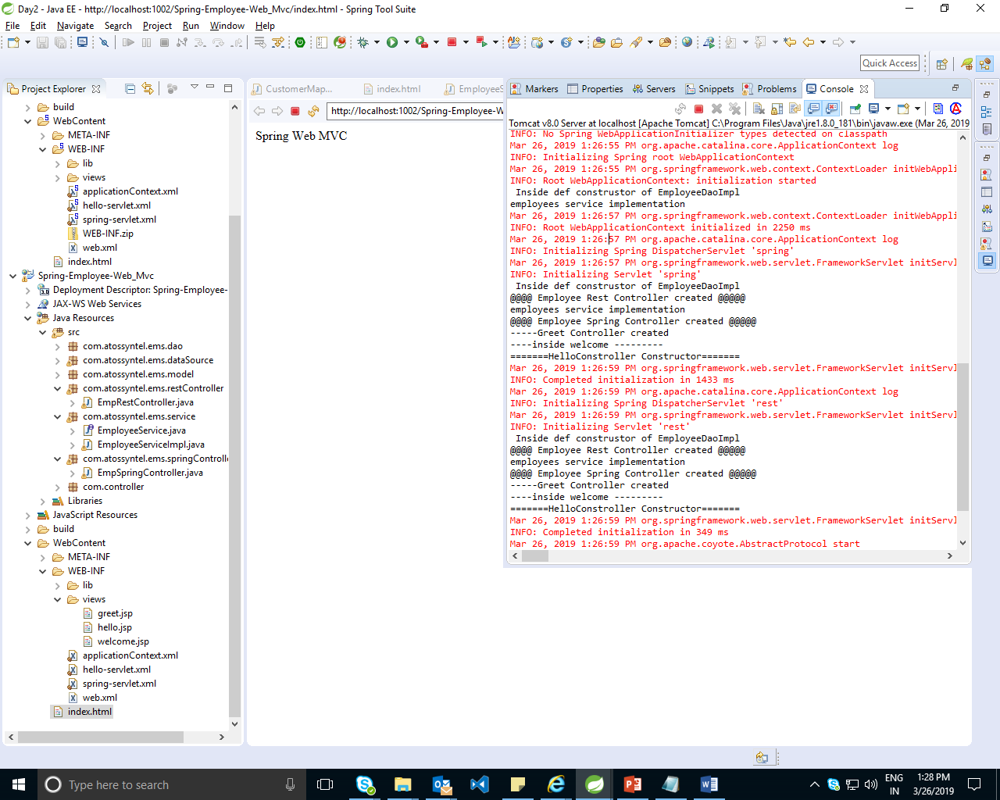 Day2 - Java EE - http://localhost:1002/Spring-Employee-Web_Mvc/index.html - Spring Tool Suite
File Edit Navigate Search Project Run Window Help
Quick Access
Project Explorer
build
WebContent
META-INF
WEB-INF
lib
views
applicationContext.xml
hello-servlet.xml
spring-servlet.xml
WEB-INF.zip
web.xml
index.html
Spring-Employee-Web_Mvc
Deployment Descriptor: Spring-Employee-
JAX-WS Web Services
Java Resources
src
com.atossyntel.ems.dao
com.atossyntel.ems.dataSource
com.atossyntel.ems.model
com.atossyntel.ems.restController
EmpRestController.java
com.atossyntel.ems.service
EmployeeService.java
EmployeeServiceImpl.java
com.atossyntel.ems.springControlle
EmpSpringController.java
com.controller
Libraries
JavaScript Resources
build
WebContent
META-INF
WEB-INF
lib
views
greet.jsp
hello.jsp
welcome.jsp
applicationContext.xml
hello-servlet.xml
spring-servlet.xml
web.xml
index.html
CustomerMap... index.html EmployeeS
http://localhost:1002/Spring-Employee-W
Spring Web MVC
Markers Properties Servers Snippets Problems Console
Tomcat v8.0 Server at localhost [Apache Tomcat] C:\Program Files\Java\jre1.8.0_181\bin\javaw.exe (Mar 26, 2019
INFO: No Spring WebApplicationInitializer types detected on classpath
Mar 26, 2019 1:26:55 PM org.apache.catalina.core.ApplicationContext log
INFO: Initializing Spring root WebApplicationContext
Mar 26, 2019 1:26:55 PM org.springframework.web.context.ContextLoader initWebAppli
INFO: Root WebApplicationContext: initialization started
Inside def construstor of EmployeeDaoImpl
employees service implementation
Mar 26, 2019 1:26:57 PM org.springframework.web.context.ContextLoader initWebAppli
INFO: Root WebApplicationContext initialized in 2250 ms
Mar 26, 2019 1:26:57 PM org.apache.catalina.core.ApplicationContext log
INFO: Initializing Spring DispatcherServlet 'spring'
Mar 26, 2019 1:26:57 PM org.springframework.web.servlet.FrameworkServlet initServl
INFO: Initializing Servlet 'spring'
Inside def construstor of EmployeeDaoImpl
@@@@ Employee Rest Controller created @@@@@
employees service implementation
@@@@ Employee Spring Controller created @@@@@
-----Greet Controller created
----inside welcome ---------
=======HelloConstroller Constructor=======
Mar 26, 2019 1:26:59 PM org.springframework.web.servlet.FrameworkServlet initServl
INFO: Completed initialization in 1433 ms
Mar 26, 2019 1:26:59 PM org.apache.catalina.core.ApplicationContext log
INFO: Initializing Spring DispatcherServlet 'rest'
Mar 26, 2019 1:26:59 PM org.springframework.web.servlet.FrameworkServlet initServl
INFO: Initializing Servlet 'rest'
Inside def construstor of EmployeeDaoImpl
@@@@ Employee Rest Controller created @@@@@
employees service implementation
@@@@ Employee Spring Controller created @@@@@
-----Greet Controller created
----inside welcome ---------
=======HelloConstroller Constructor=======
Mar 26, 2019 1:26:59 PM org.springframework.web.servlet.FrameworkServlet initServl
INFO: Completed initialization in 349 ms
Mar 26, 2019 1:26:59 PM org.apache.coyote.AbstractProtocol start
Type here to search
ENG
IN
1:28 PM
3/26/2019